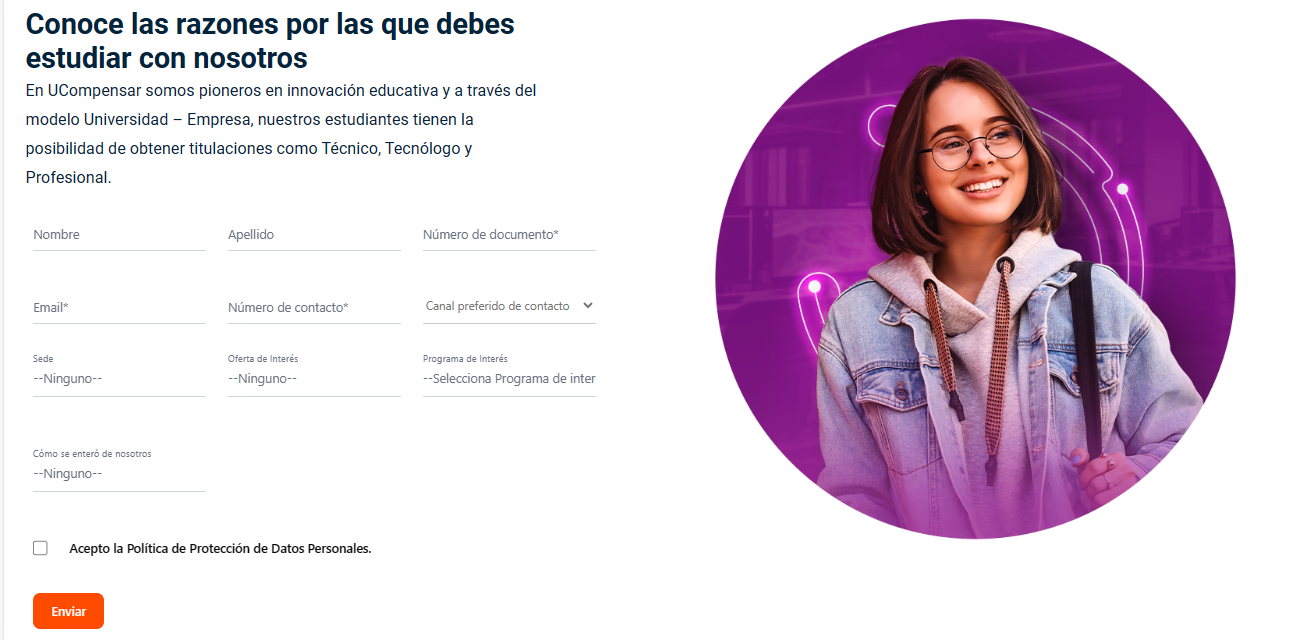 Conoce las razones por las que debes
estudiar con nosotros
En UCompensar somos pioneros en innovación educativa y a través del
modelo Universidad – Empresa, nuestros estudiantes tienen la
posibilidad de obtener titulaciones como Técnico, Tecnólogo y
Profesional.
Nombre Apellido Número de documento*
Email* Número de contacto* Canal preferido de contacto
Sede Oferta de Interés Programa de Interés
--Ninguno-- --Ninguno-- --Selecciona Programa de inter
Cómo se enteró de nosotros
--Ninguno--
Acepto la Política de Protección de Datos Personales.
Enviar